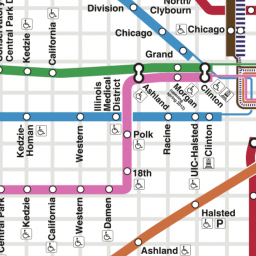 Division
North/
Clybourn
Chicago
Chicago
Grand
Kedzie
California
Central Park D
Conservatory
Illinois
Medical
District
Ashland
Morgan
Clinton
Kedzie-
Homan
Western
Polk
Racine
UIC-Halsted
Clinton
18th
Central Park
Kedzie
California
Western
Damen
Halsted
P
Ashland